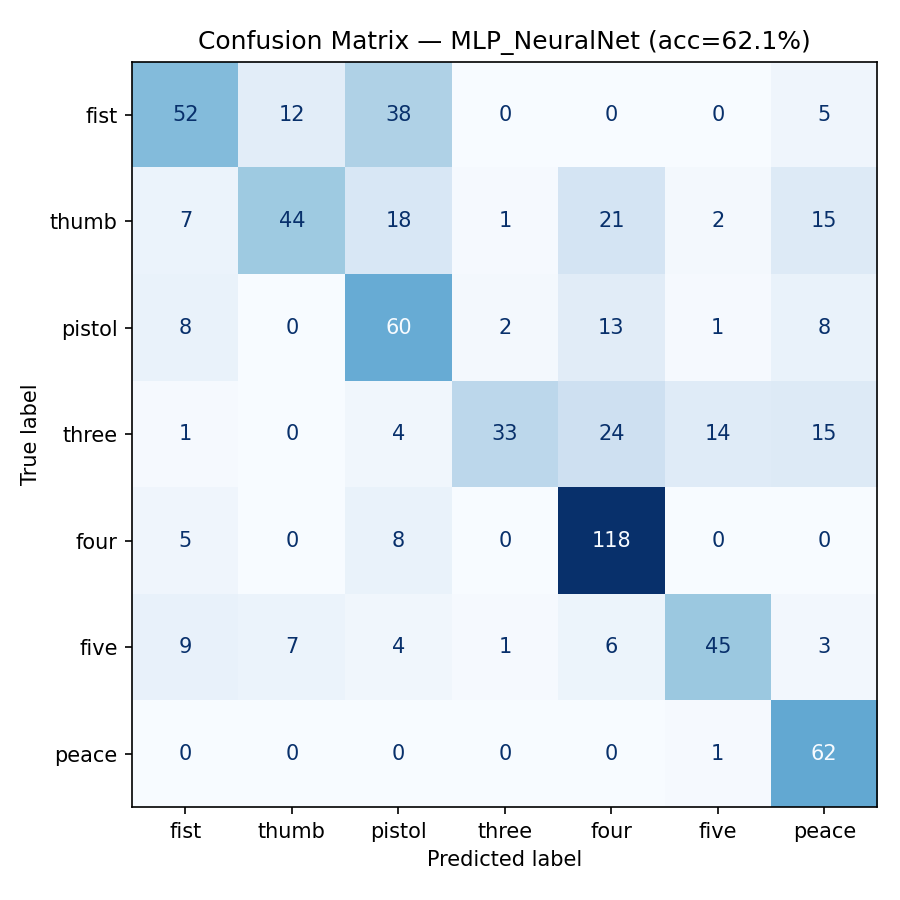 Confusion Matrix — MLP_NeuralNet (acc=62.1%)
True label
fist 52 12 38 0 0 0 5
thumb 7 44 18 1 21 2 15
pistol 8 0 60 2 13 1 8
three 1 0 4 33 24 14 15
four 5 0 8 0 118 0 0
five 9 7 4 1 6 45 3
peace 0 0 0 0 0 1 62
fist thumb pistol three four five peace
Predicted label